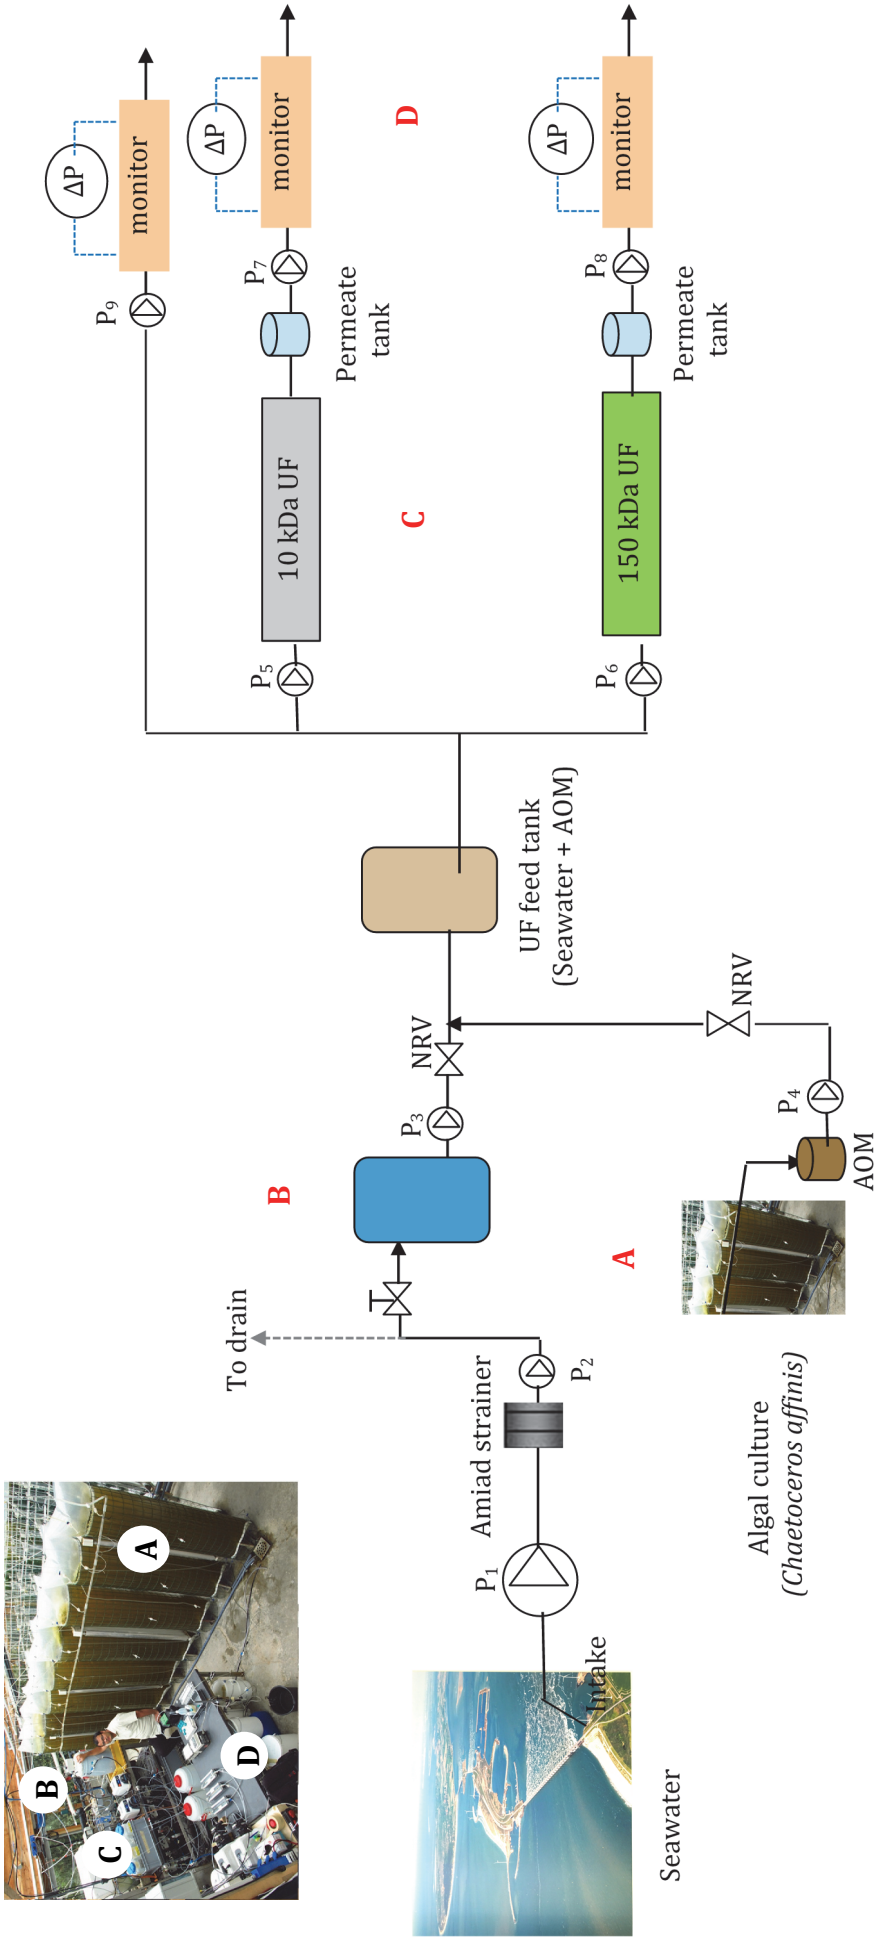 A
B
C
D
Seawater
Intake
P1
Amiad strainer
P2
To drain
B
P3
NRV
A
Algal culture
(Chaetoceros affinis)
AOM
P4
NRV
UF feed tank
(Seawater + AOM)
P5
10 kDa UF
Permeate
tank
P7
monitor
ΔP
C
P6
150 kDa UF
Permeate
tank
P8
monitor
ΔP
D
P9
monitor
ΔP